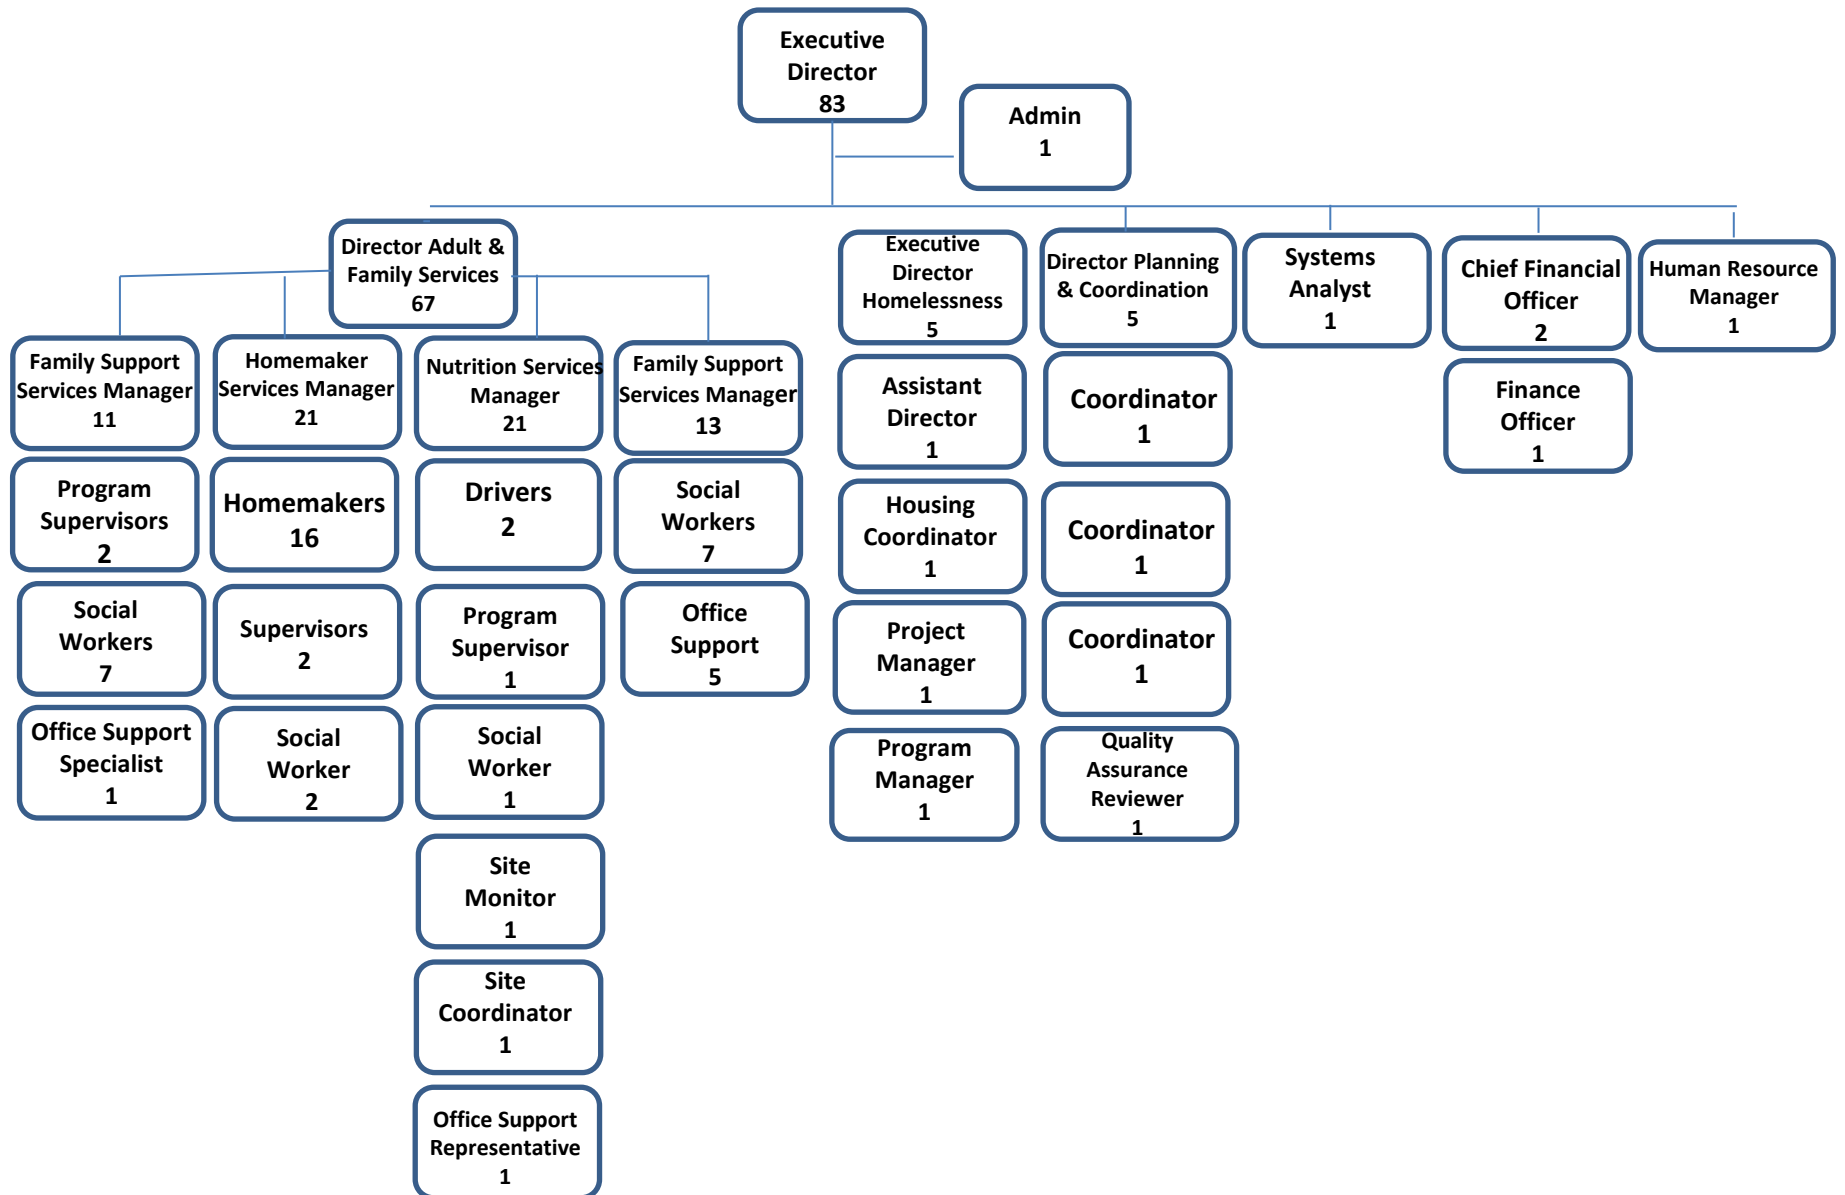 Executive
Director
83
Admin
1
Director Adult &
Family Services
67
Executive
Director
Homelessness
5
Director Planning
& Coordination
5
Systems
Analyst
1
Chief Financial
Officer
2
Human Resource
Manager
1
Family Support
Services Manager
11
Homemaker
Services Manager
21
Nutrition Services
Manager
21
Family Support
Services Manager
13
Assistant
Director
1
Coordinator
1
Finance
Officer
1
Program
Supervisors
2
Homemakers
16
Drivers
2
Social
Workers
7
Housing
Coordinator
1
Coordinator
1
Social
Workers
7
Supervisors
2
Program
Supervisor
1
Office
Support
5
Project
Manager
1
Coordinator
1
Office Support
Specialist
1
Social
Worker
2
Social
Worker
1
Program
Manager
1
Quality
Assurance
Reviewer
1
Site
Monitor
1
Site
Coordinator
1
Office Support
Representative
1